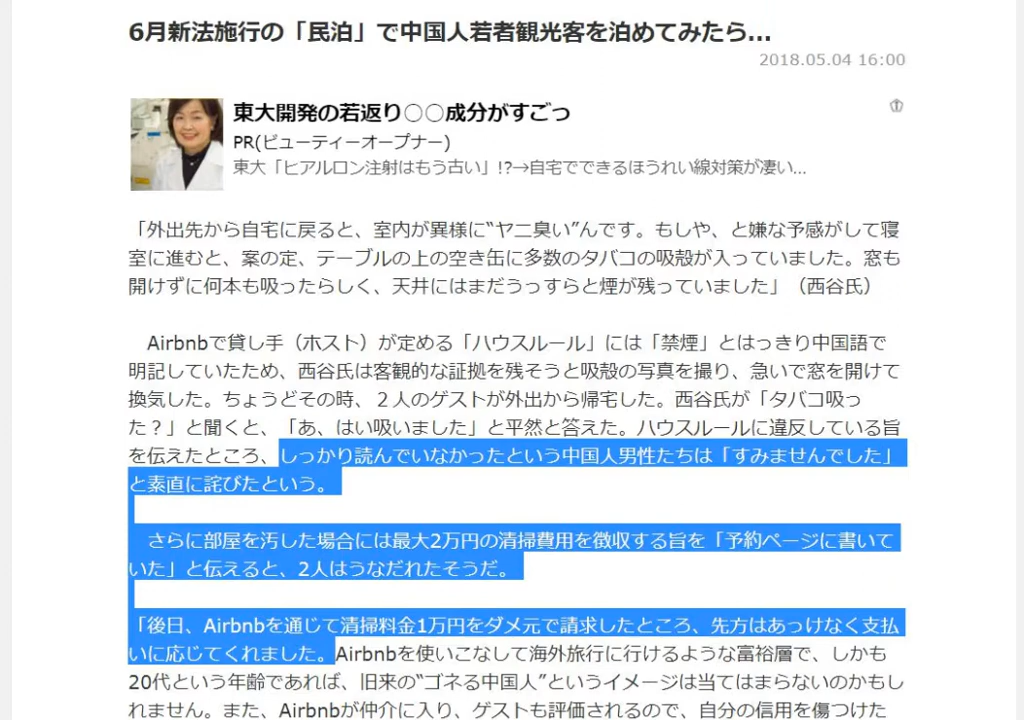 6月新法施行の「民泊」で中国人若者観光客を泊めてみたら...
2018.05.04 16:00
東大開発の若返り○○成分がすごっ
PR(ビューティーオープナー)
東大「ヒアルロン注射はもう古い」!?→自宅でできるほうれい線対策が凄い...
「外出先から自宅に戻ると、室内が異様に“ヤニ臭い”んです。もしや、と嫌な予感がして寝
室に進むと、案の定、テーブルの上の空き缶に多数のタバコの吸殻が入っていました。窓も
開けずに何本も吸ったらしく、天井にはまだうっすらと煙が残っていました」（西谷氏）
Airbnbで貸し手（ホスト）が定める「ハウスルール」には「禁煙」とはっきり中国語で
明記していたため、西谷氏は客観的な証拠を残そうと吸殻の写真を撮り、急いで窓を開けて
換気した。ちょうどその時、２人のゲストが外出から帰宅した。西谷氏が「タバコ吸っ
た？」と聞くと、「あ、はい吸いました」と平然と答えた。ハウスルールに違反している旨
を伝えたところ、しっかり読んでいなかったという中国人男性たちは「すみませんでした」
と素直に詫びたという。
さらに部屋を汚した場合には最大2万円の清掃費用を徴収する旨を「予約ページに書いて
いた」と伝えると、2人はうなだれたそうだ。
「後日、Airbnbを通じて清掃料金1万円をダメ元で請求したところ、先方はあっけなく支払
いに応じてくれました。Airbnbを使いこなして海外旅行に行けるような富裕層で、しかも
20代という年齢であれば、旧来の“ゴネる中国人”というイメージは当てはまらないのかもし
れません。また、Airbnbが仲介に入り、ゲストも評価されるので、自分の信用を傷つけた